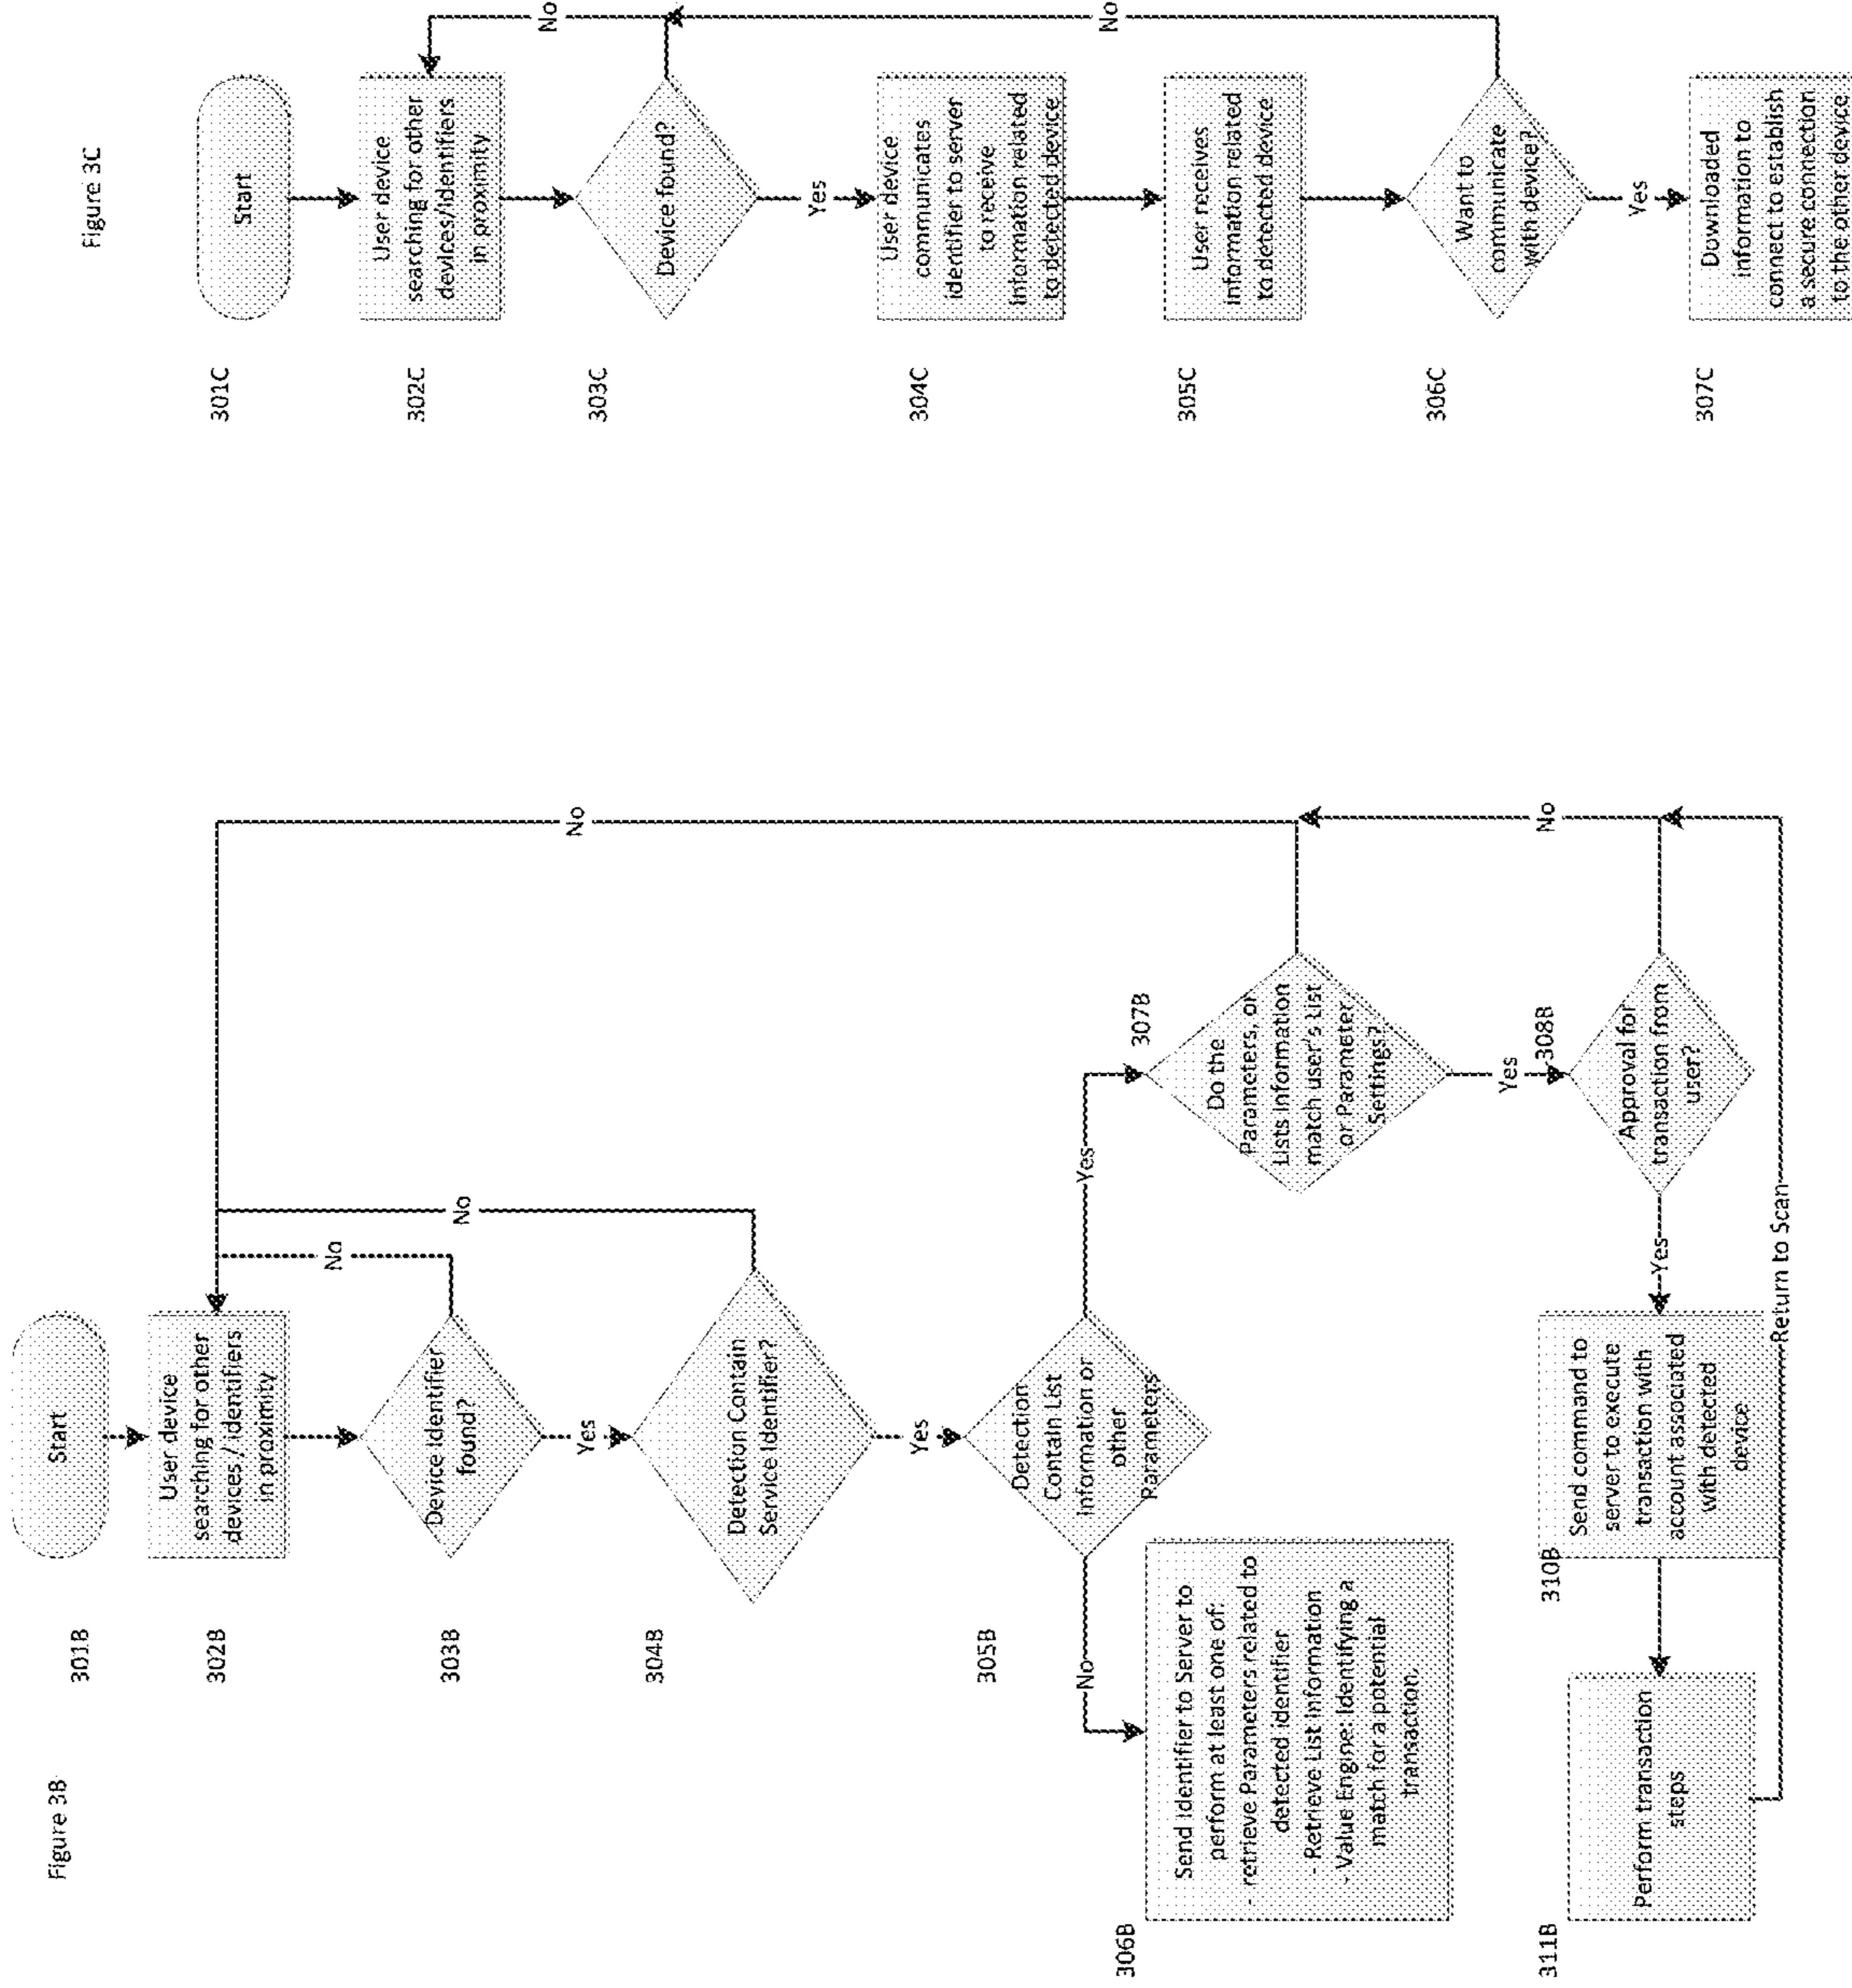 Figure 3B
301B
Start
302B
User device
searching for other
devices / identifiers
in proximity
No
303B
Device Identifier
found?
Yes
No
304B
Detection Contain
Service Identifier?
Yes
No
305B
Detection
Contain List
Information or
other
Parameters
No
Yes
306B
Send Identifier to Server to
perform at least one of:
- retrieve Parameters related to
detected identifier
- Retrieve List Information
- Value Engine: Identifying a
match for a potential
transaction.
307B
Do the
Parameters, or
Lists Information
match user's List
or Parameter
Settings?
Yes
No
308B
Approval for
transaction from
user?
Yes
310B
Send command to
server to execute
transaction with
account associated
with detected
device
311B
Perform transaction
steps
Return to Scan
Figure 3C
301C
Start
302C
User device
searching for other
devices/identifiers
in proximity
No
303C
Device found?
Yes
304C
User device
communicates
identifier to server
to receive
information related
to detected device
No
305C
User receives
information related
to detected device
306C
Want to
communicate
with device?
Yes
307C
Downloaded
information to
connect to establish
a secure connection
to the other device